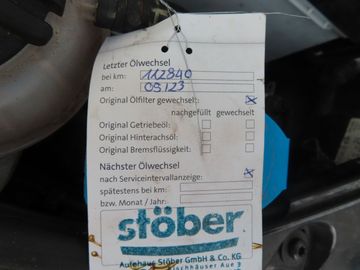 Letzter Ölwechsel
bei km: 112840
am: 09.123
Original Ölfilter gewechselt:
nachgefüllt gewechselt
Original Getriebeöl:
Original Hinterachsöl:
Original Bremsflüssigkeit:
Nächster Ölwechsel
nach Serviceintervallanzeige:
spätestens bei km:
bzw. Monat / Jahr:
stöber
Autohaus Stöber GmbH & Co. KG